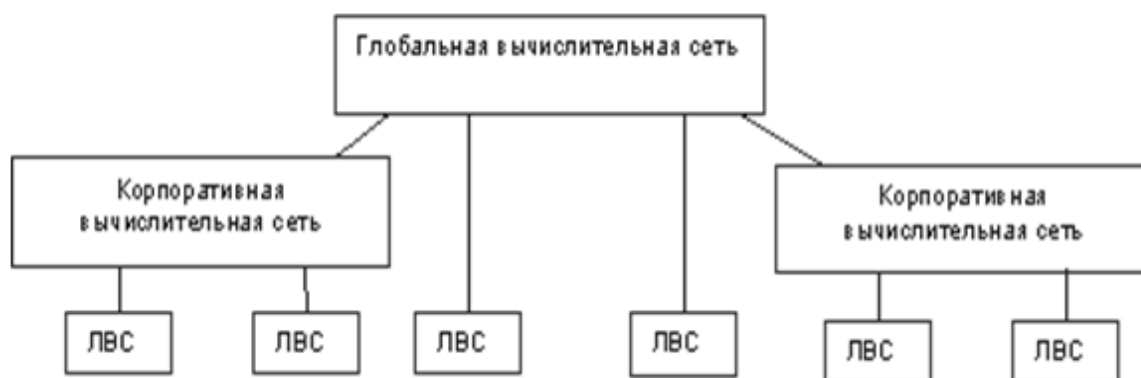 Глобальная вычислительная сеть
Корпоративная
вычислительная сеть
Корпоративная
вычислительная сеть
ЛВС
ЛВС
ЛВС
ЛВС
ЛВС
ЛВС